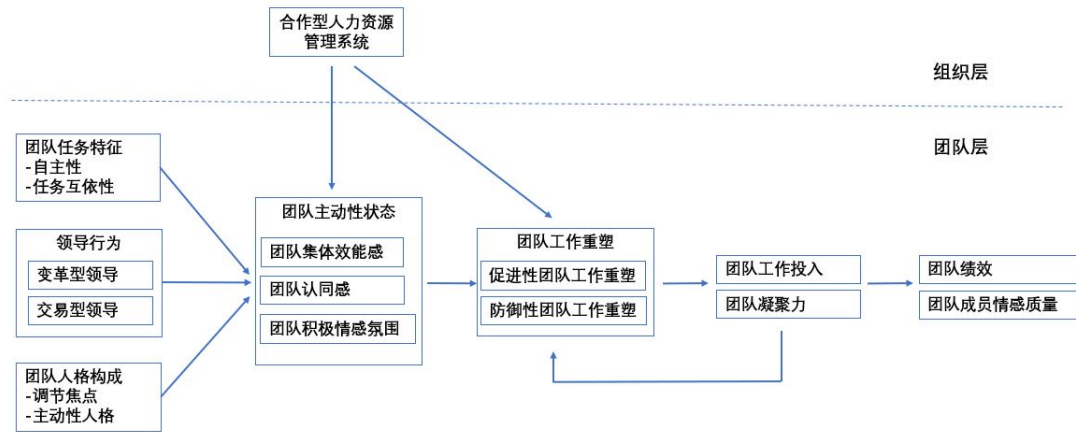 合作型人力资源
管理系统
组织层
团队层
团队任务特征
-自主性
-任务互依性
领导行为
变革型领导
交易型领导
团队人格构成
-调节焦点
-主动性人格
团队主动性状态
团队集体效能感
团队认同感
团队积极情感氛围
团队工作重塑
促进性团队工作重塑
防御性团队工作重塑
团队工作投入
团队凝聚力
团队绩效
团队成员情感质量